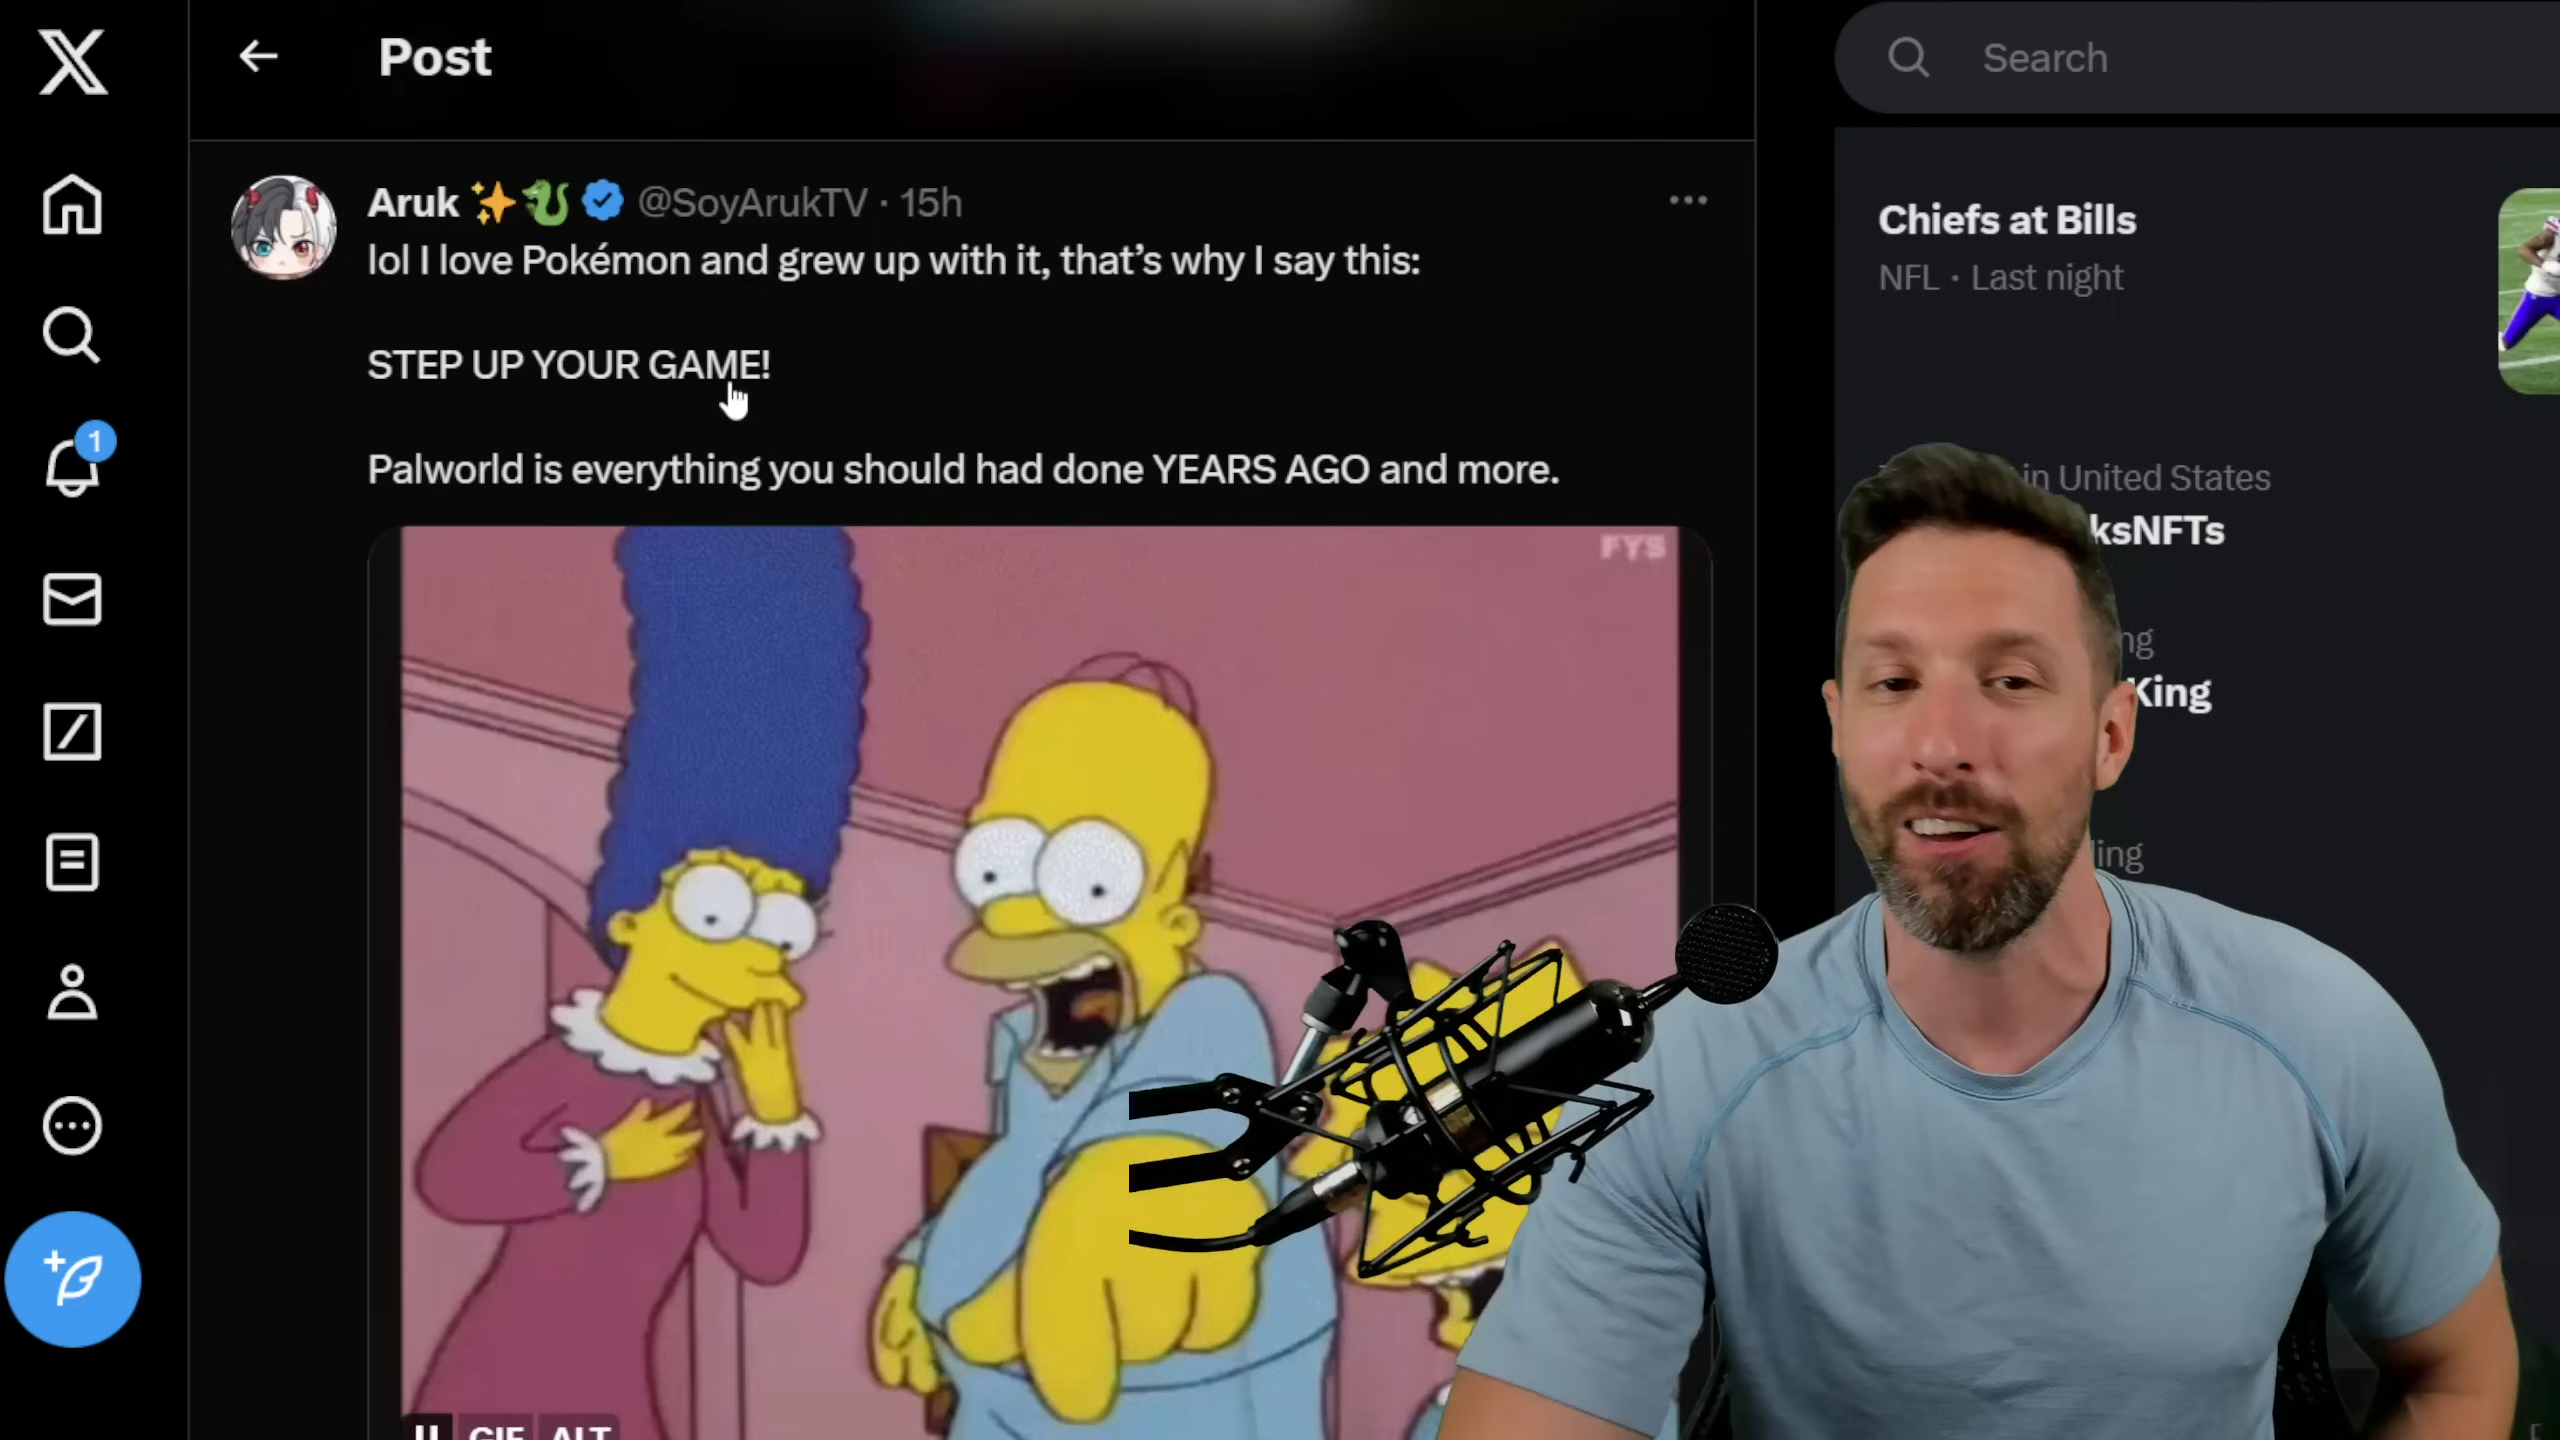 Post
Search
Aruk @SoyArukTV · 15h
lol I love Pokémon and grew up with it, that’s why I say this:
STEP UP YOUR GAME!
Palworld is everything you should had done YEARS AGO and more.
FYS
GIF ALT
1
Chiefs at Bills
NFL · Last night
in United States
ksNFTs
ng
King
ling